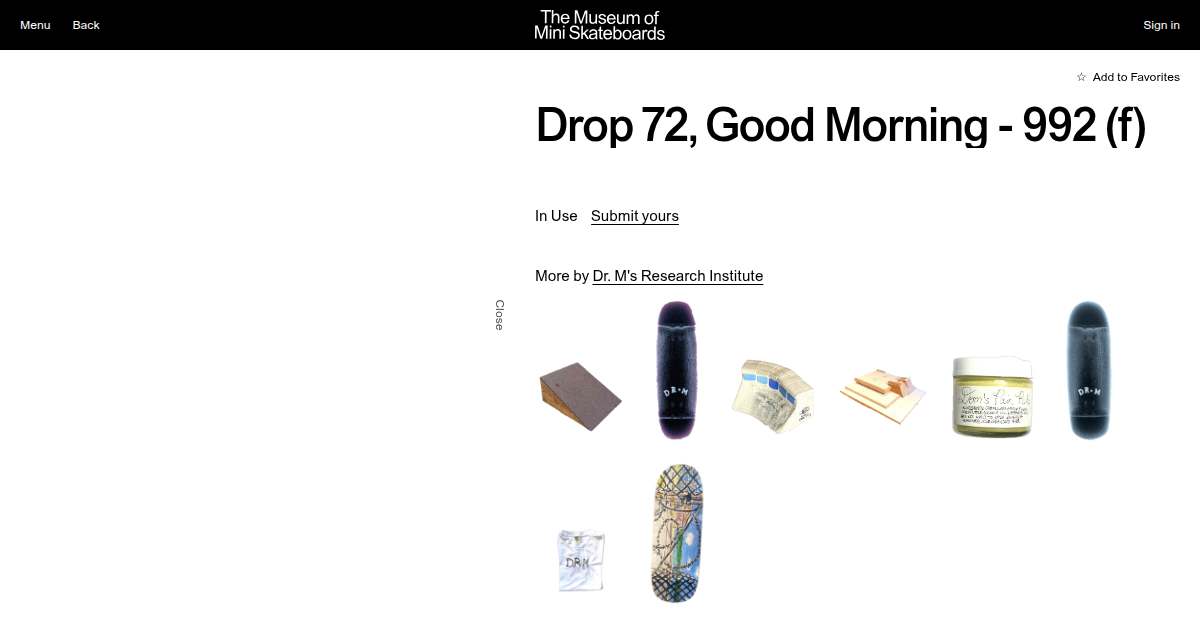 Menu
Back
The Museum of
Mini Skateboards
Sign in
☆ Add to Favorites
Drop 72, Good Morning - 992 (f)
In Use
Submit yours
More by Dr. M's Research Institute
Close
DR•M
DR•M
DRM